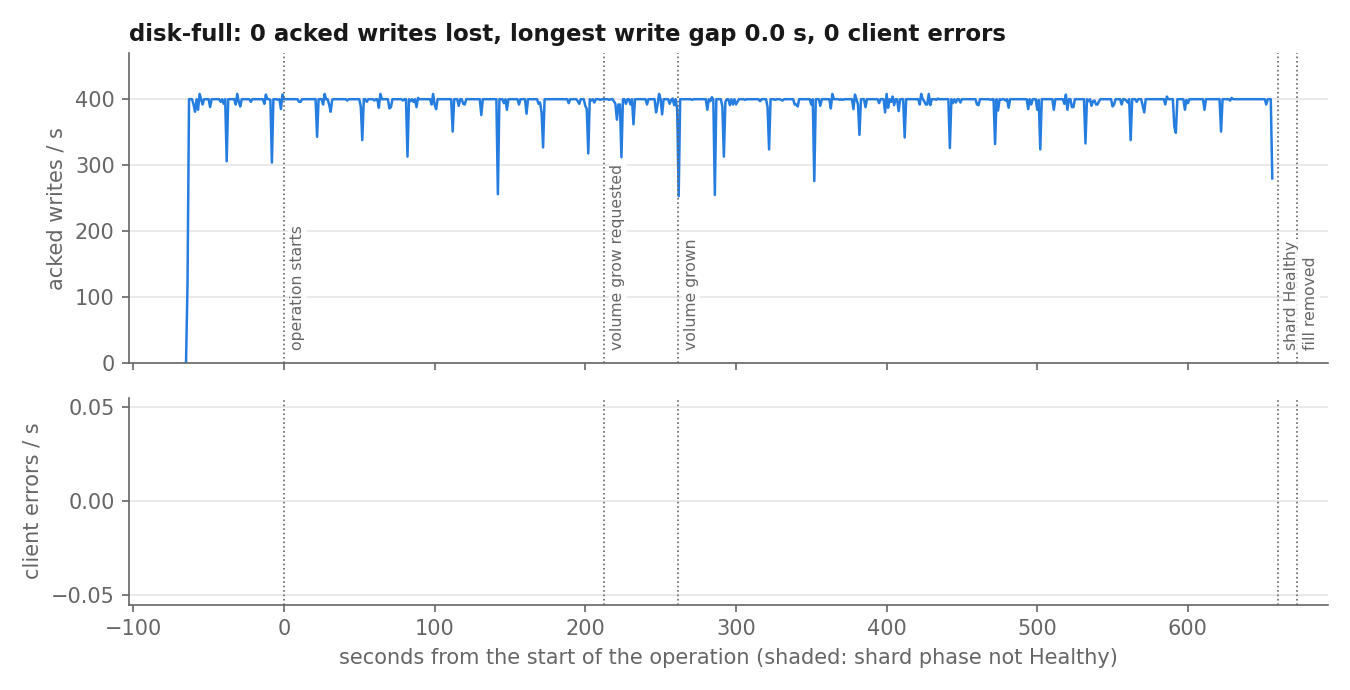 disk-full: 0 acked writes lost, longest write gap 0.0 s, 0 client errors
acked writes / s
400
300
200
100
0
operation starts
volume grow requested
volume grown
shard Healthy
fill removed
client errors / s
0.05
0.00
−0.05
−100
0
100
200
300
400
500
600
seconds from the start of the operation (shaded: shard phase not Healthy)